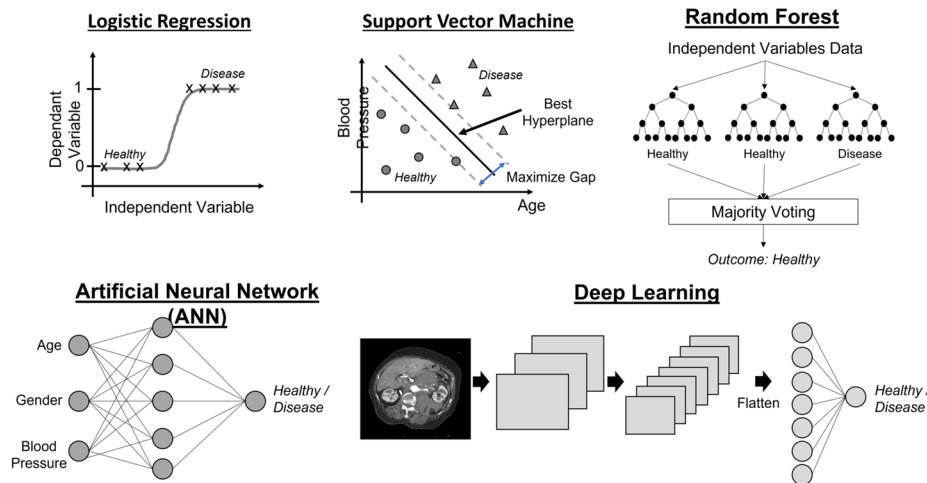 Logistic Regression
Dependant
Variable
1
0
Disease
Healthy
Independent Variable
Support Vector Machine
Blood
Pressure
Disease
Best
Hyperplane
Healthy
Maximize Gap
Age
Random Forest
Independent Variables Data
Healthy
Healthy
Disease
Majority Voting
Outcome: Healthy
Artificial Neural Network
(ANN)
Age
Gender
Blood
Pressure
Healthy /
Disease
Deep Learning
Flatten
Healthy /
Disease